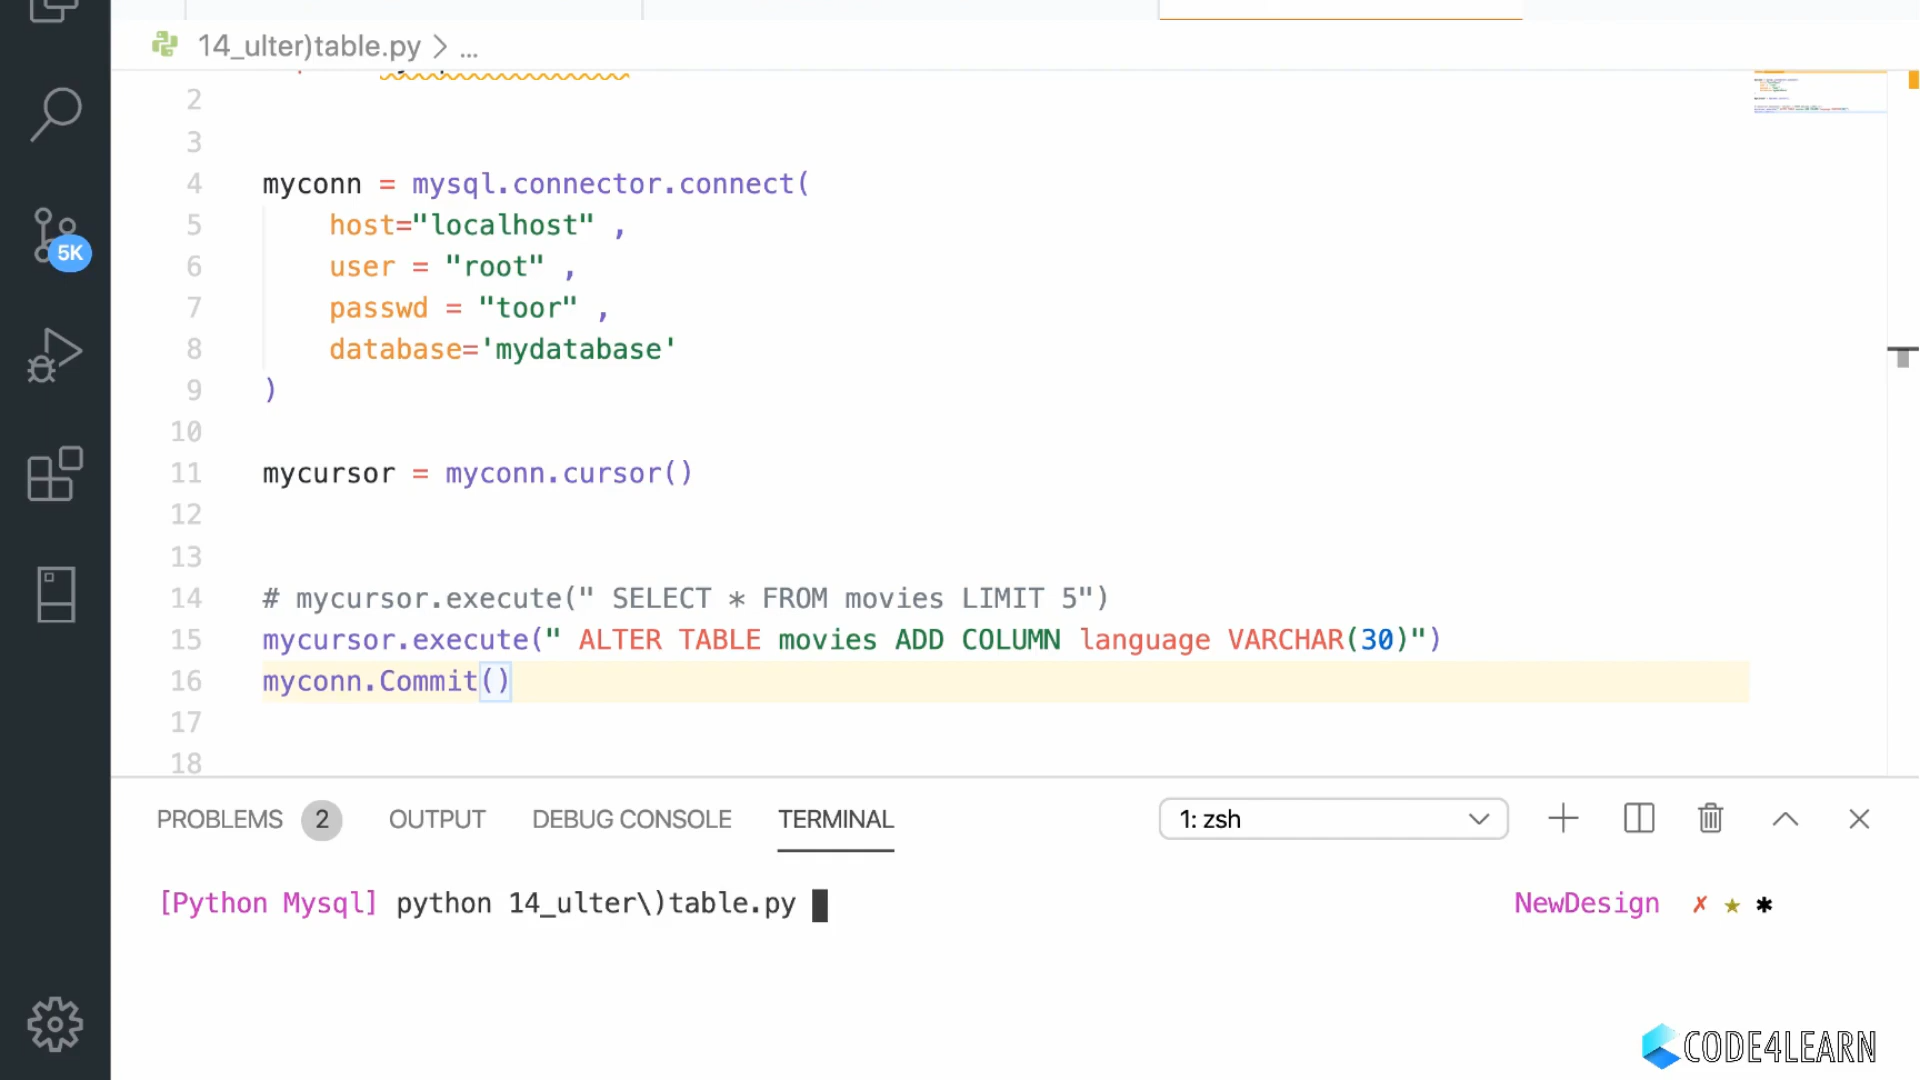 14_ulter)table.py > ...
2
3
4 myconn = mysql.connector.connect(
5 host="localhost" ,
6 user = "root" ,
7 passwd = "toor" ,
8 database='mydatabase'
9 )
10
11 mycursor = myconn.cursor()
12
13
14 # mycursor.execute(" SELECT * FROM movies LIMIT 5")
15 mycursor.execute(" ALTER TABLE movies ADD COLUMN language VARCHAR(30)")
16 myconn.Commit()
17
18
5K
PROBLEMS 2 OUTPUT DEBUG CONSOLE TERMINAL 1: zsh
[Python Mysql] python 14_ulter\)table.py NewDesign ✗ ★ ✱
CODE4LEARN